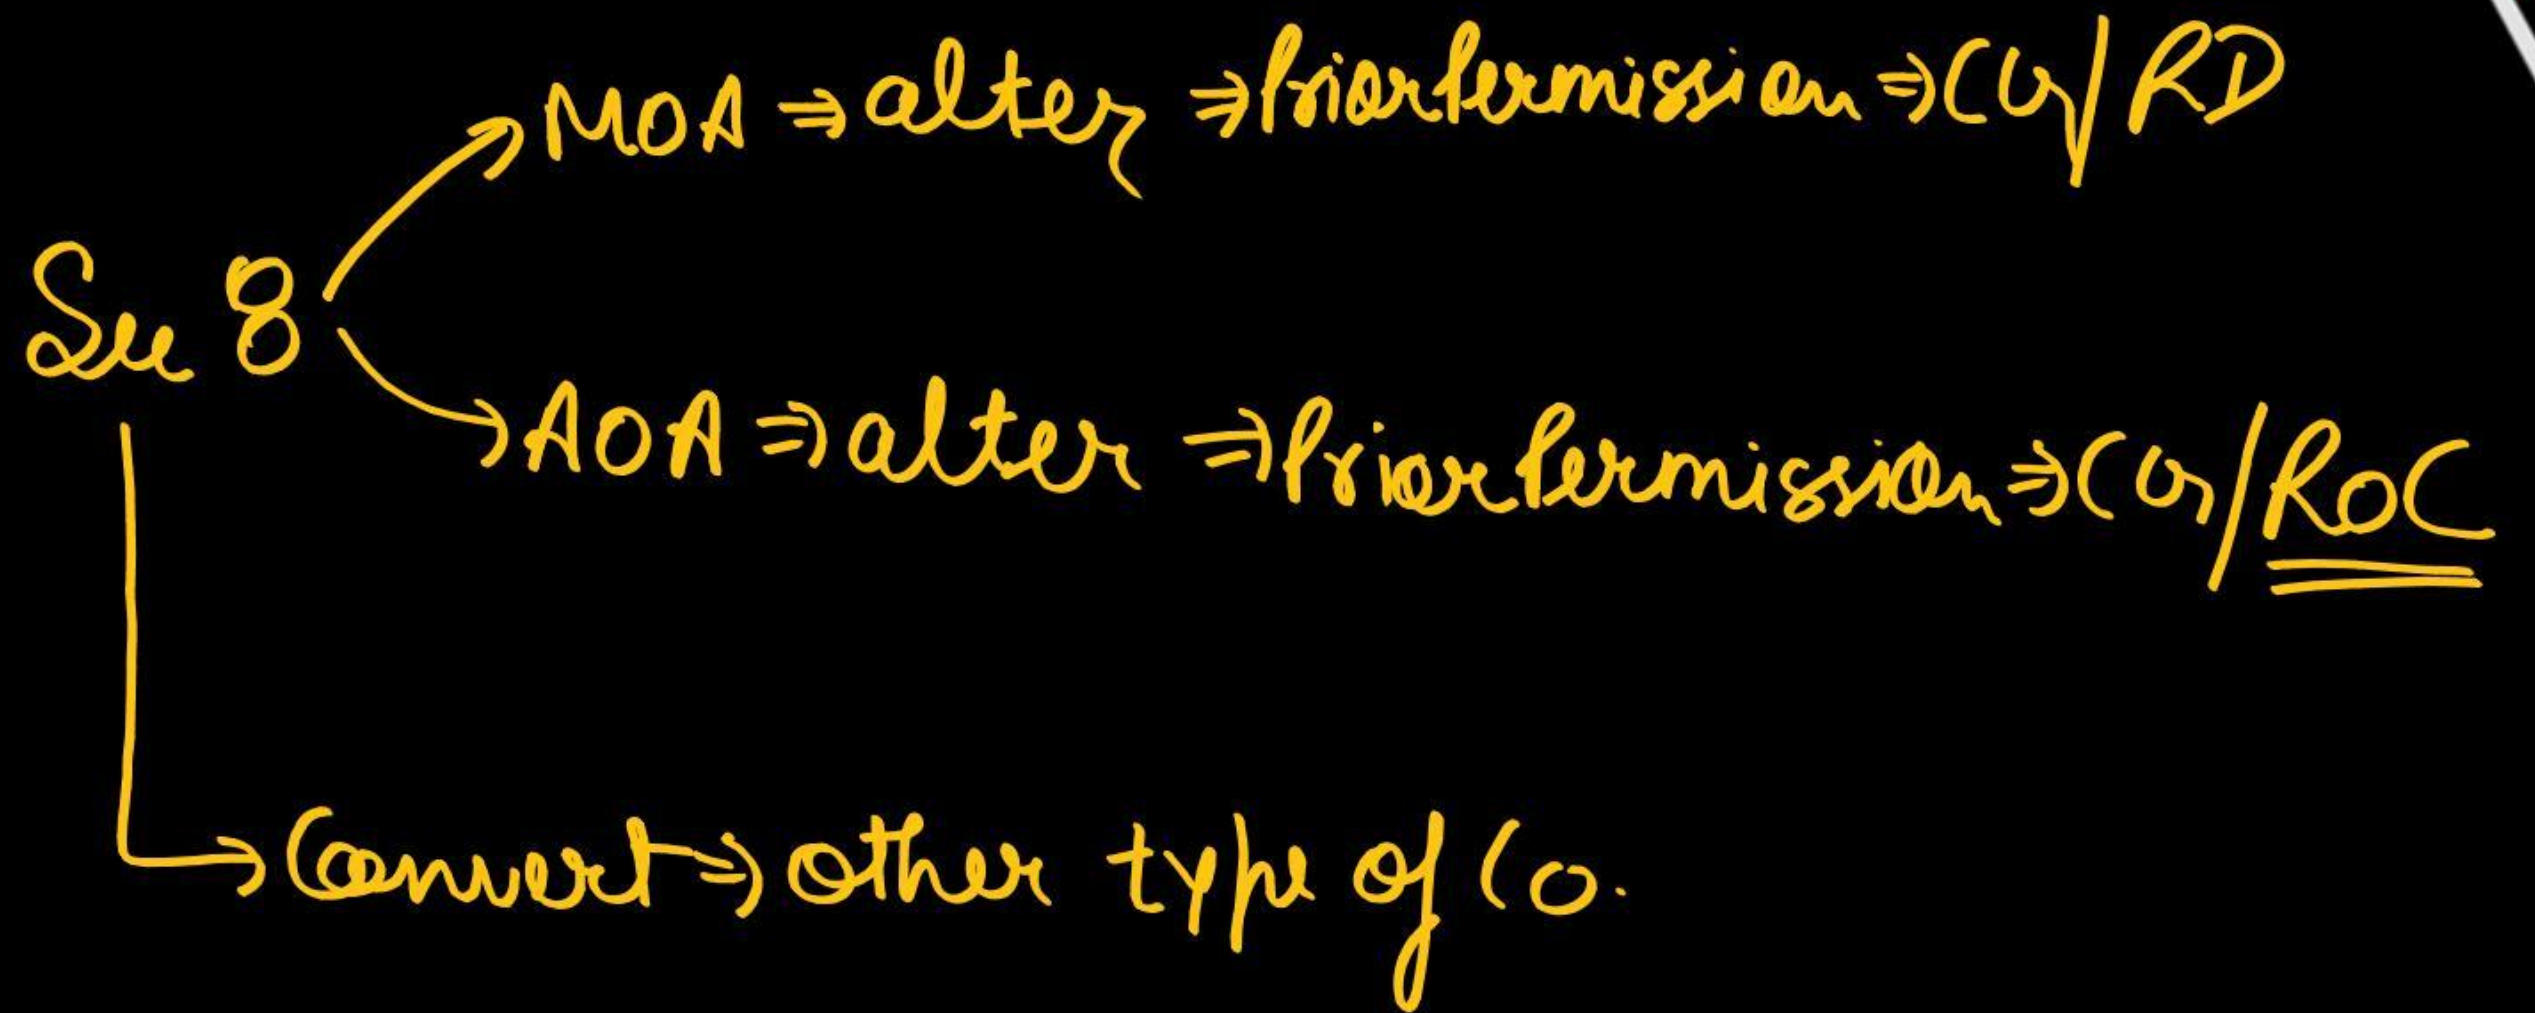 MOA ⇒ alter ⇒ Prior Permission ⇒ CG/RD
Sec 8
AOA ⇒ alter ⇒ Prior Permission ⇒ CG/ROC
Convert ⇒ other type of Co.